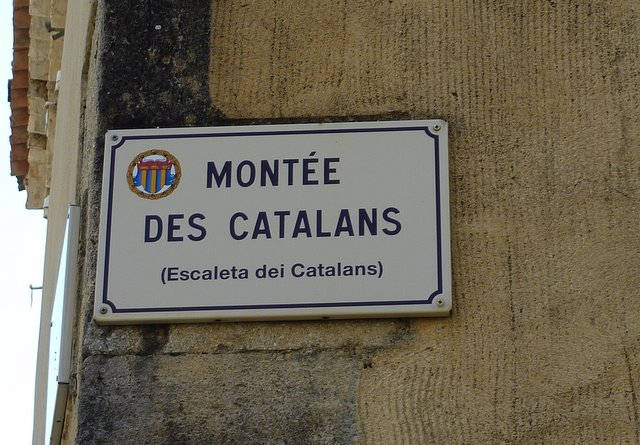 MONTÉE
DES CATALANS
(Escaleta dei Catalans)